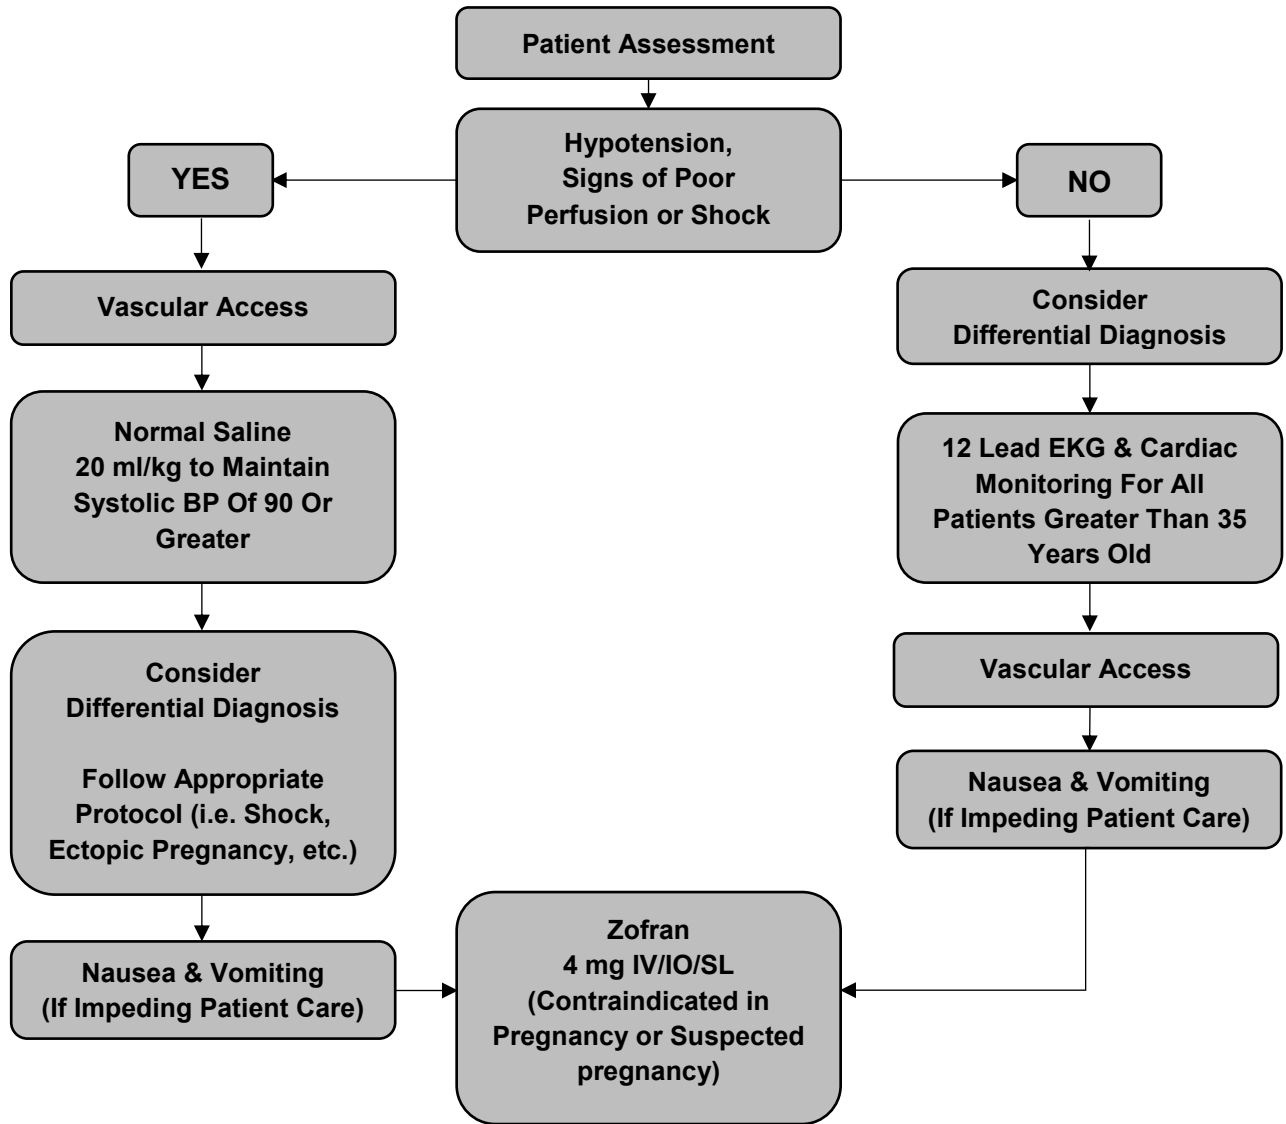 Patient Assessment
Hypotension,
Signs of Poor
Perfusion or Shock
YES
Vascular Access
Normal Saline
20 ml/kg to Maintain
Systolic BP Of 90 Or
Greater
Consider
Differential Diagnosis
Follow Appropriate
Protocol (i.e. Shock,
Ectopic Pregnancy, etc.)
Nausea & Vomiting
(If Impeding Patient Care)
NO
Consider
Differential Diagnosis
12 Lead EKG & Cardiac
Monitoring For All
Patients Greater Than 35
Years Old
Vascular Access
Nausea & Vomiting
(If Impeding Patient Care)
Zofran
4 mg IV/IO/SL
(Contraindicated in
Pregnancy or Suspected
pregnancy)